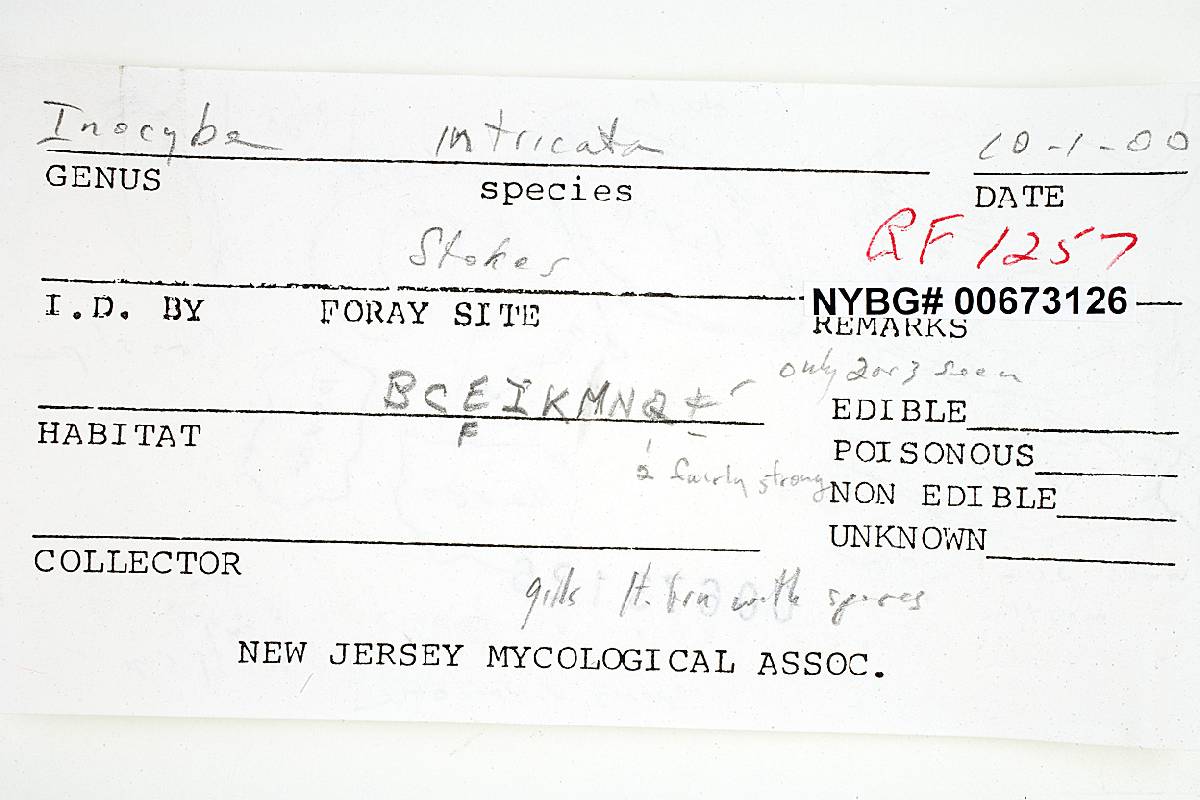 Inocybe intricata 10-1-00
GENUS species DATE
Stokes RF 1257
I.D. BY FORAY SITE NYBG# 00673126
REMARKS
only 2 or 3 seen
BCEIKMNQ
F
HABITAT EDIBLE
POISONOUS
fairly strong
NON EDIBLE
UNKNOWN
COLLECTOR
gills lt. brn with spores
NEW JERSEY MYCOLOGICAL ASSOC.